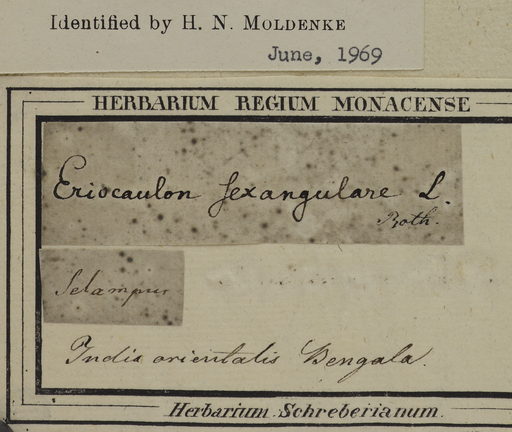 Identified by H. N. MOLDENKE
June, 1969
HERBARIUM REGIUM MONACENSE
Eriocaulon sexangulare L.
Roth.
Selampur
India orientalis Bengala.
Herbarium Schreberianum.